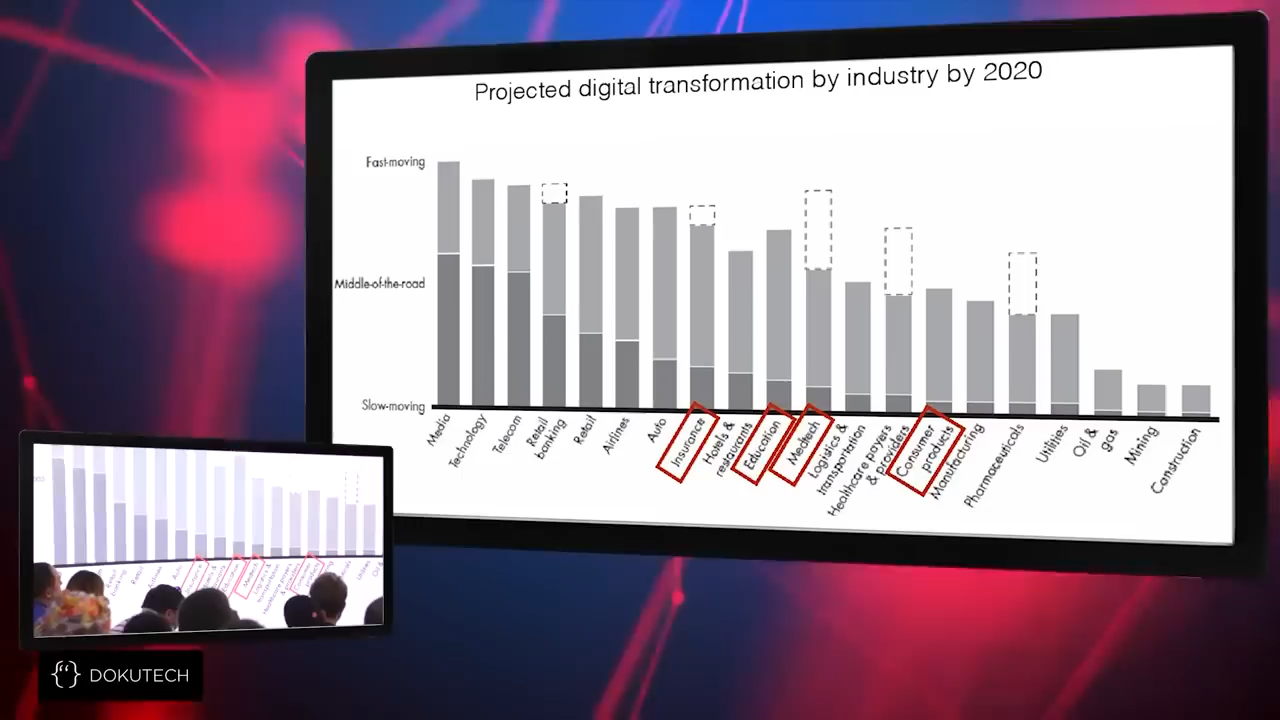 Projected digital transformation by industry by 2020
Fast-moving
Middle-of-the-road
Slow-moving
Media
Technology
Telecom
Retail
banking
Retail
Airlines
Auto
Insurance
Hotels &
restaurants
Education
Medtech
Logistics &
transportation
Healthcare payers
& providers
Consumer
products
Manufacturing
Pharmaceuticals
Utilities
Oil &
gas
Mining
Construction
DOKUTECH